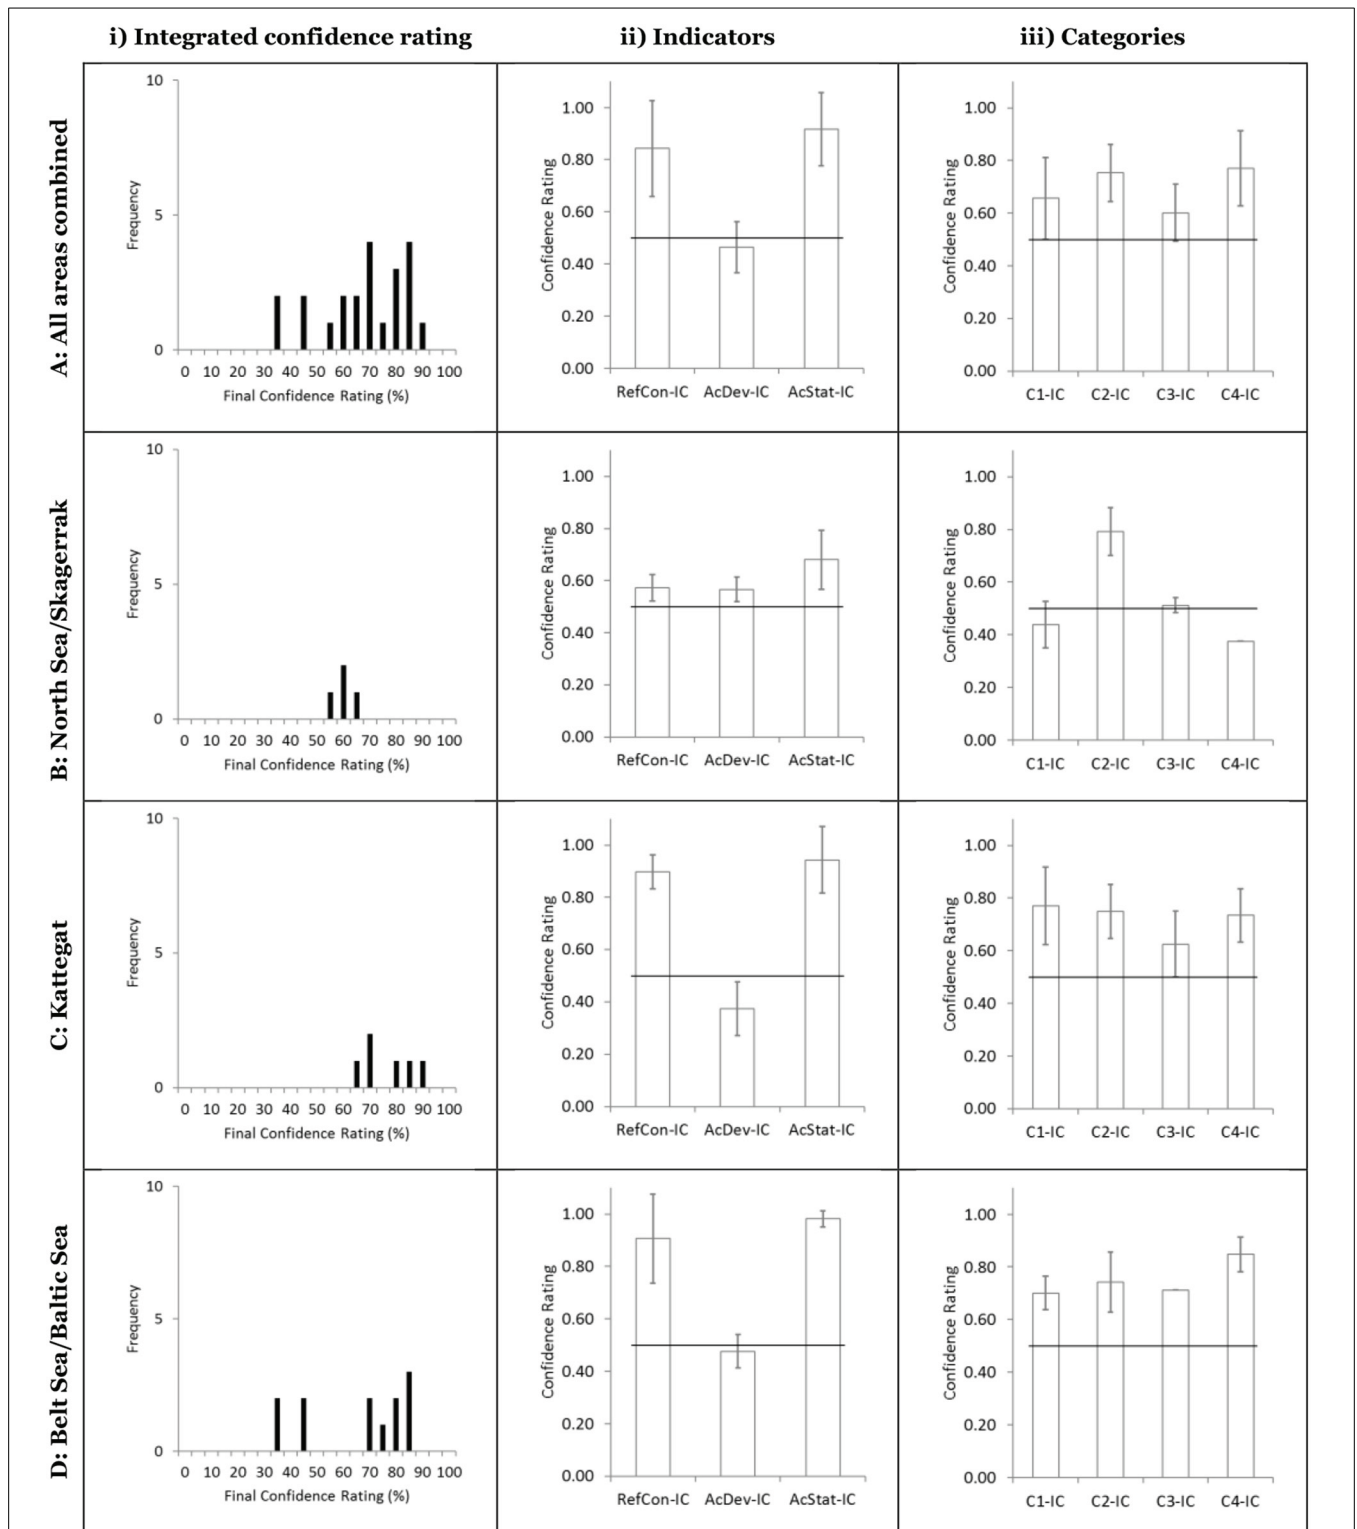 i) Integrated confidence rating
ii) Indicators
iii) Categories
A: All areas combined
10
5
0
Frequency
0 10 20 30 40 50 60 70 80 90 100
Final Confidence Rating (%)
1.00
0.80
0.60
0.40
0.20
0.00
Confidence Rating
RefCon-IC AcDev-IC AcStat-IC
1.00
0.80
0.60
0.40
0.20
0.00
Confidence Rating
C1-IC C2-IC C3-IC C4-IC
B: North Sea/Skagerrak
10
5
0
Frequency
0 10 20 30 40 50 60 70 80 90 100
Final Confidence Rating (%)
1.00
0.80
0.60
0.40
0.20
0.00
Confidence Rating
RefCon-IC AcDev-IC AcStat-IC
1.00
0.80
0.60
0.40
0.20
0.00
Confidence Rating
C1-IC C2-IC C3-IC C4-IC
C: Kattegat
10
5
0
Frequency
0 10 20 30 40 50 60 70 80 90 100
Final Confidence Rating (%)
1.00
0.80
0.60
0.40
0.20
0.00
Confidence Rating
RefCon-IC AcDev-IC AcStat-IC
1.00
0.80
0.60
0.40
0.20
0.00
Confidence Rating
C1-IC C2-IC C3-IC C4-IC
D: Belt Sea/Baltic Sea
10
5
0
Frequency
0 10 20 30 40 50 60 70 80 90 100
Final Confidence Rating (%)
1.00
0.80
0.60
0.40
0.20
0.00
Confidence Rating
RefCon-IC AcDev-IC AcStat-IC
1.00
0.80
0.60
0.40
0.20
0.00
Confidence Rating
C1-IC C2-IC C3-IC C4-IC